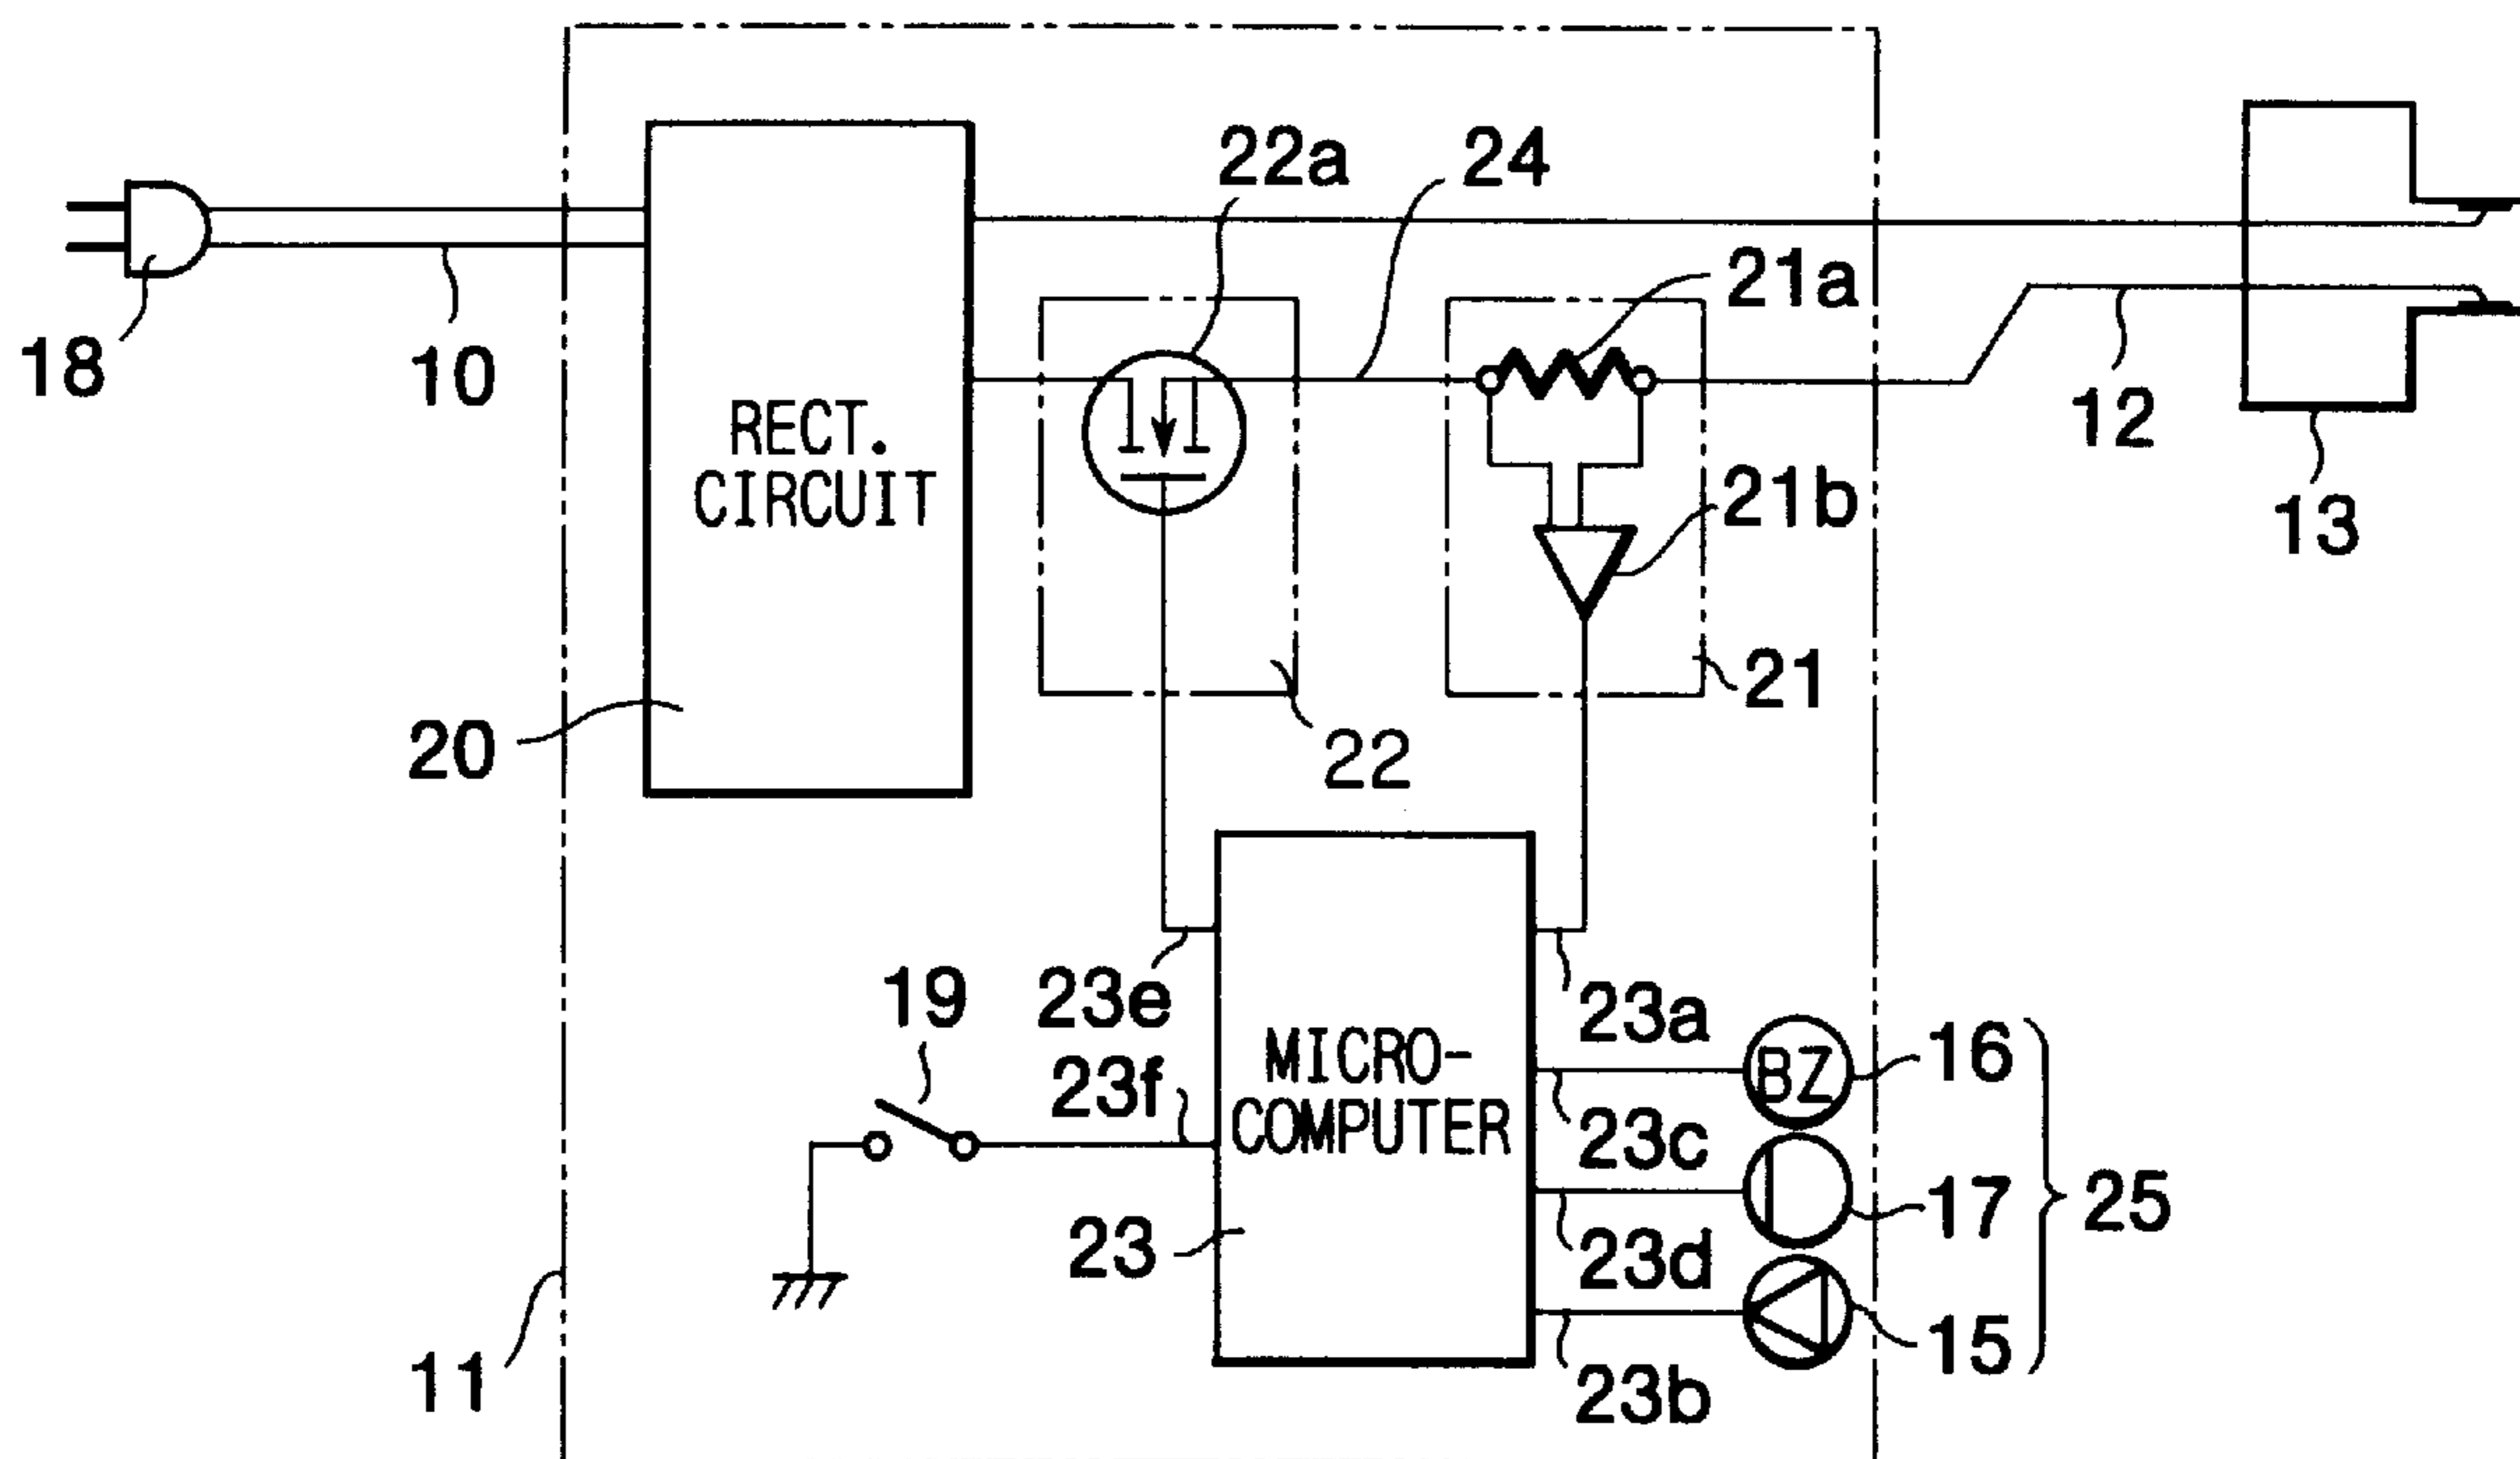 22a
24
21a
18
10
RECT.
CIRCUIT
12
21b
13
21
20
22
19
23e
23a
MICRO-
COMPUTER
16
BZ
23f
23c
17
25
23
23d
15
11
23b